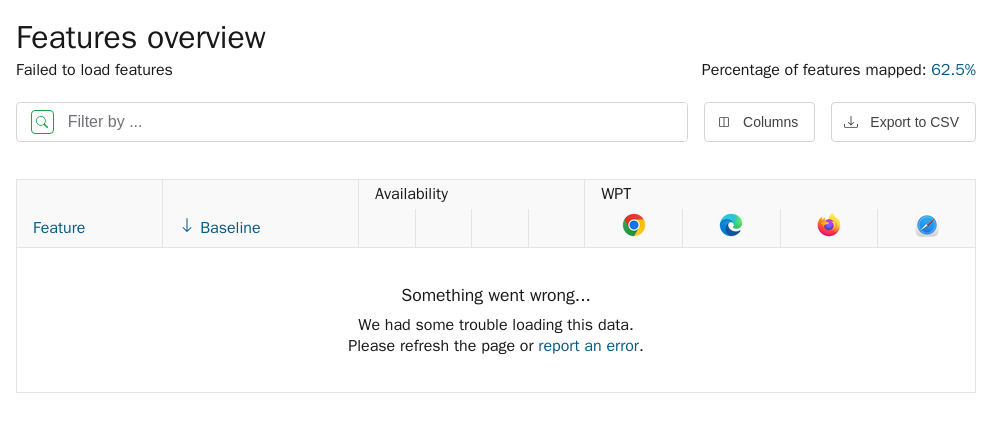 Features overview
Failed to load features
Percentage of features mapped: 62.5%
Filter by ...
Columns
Export to CSV
Availability
WPT
Feature
Baseline
Something went wrong...
We had some trouble loading this data.
Please refresh the page or report an error.